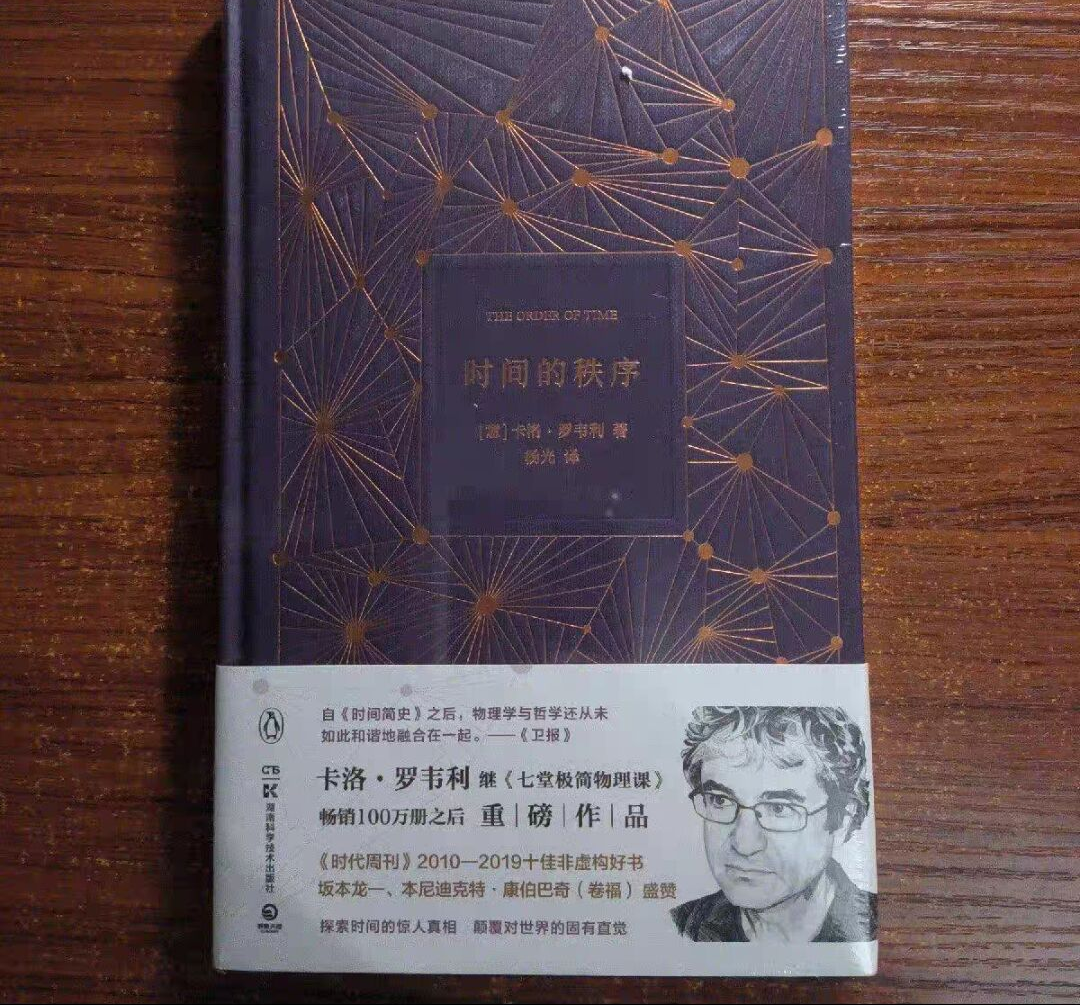 THE ORDER OF TIME
时间的秩序
[意]卡洛·罗韦利 著
杨光 译
自《时间简史》之后，物理学与哲学还从未
如此和谐地融合在一起。——《卫报》
卡洛·罗韦利 继《七堂极简物理课》
畅销100万册之后 重|磅|作|品
《时代周刊》2010—2019十佳非虚构好书
坂本龙一、本尼迪克特·康伯巴奇（卷福）盛赞
探索时间的惊人真相 颠覆对世界的固有直觉
湖南科学技术出版社